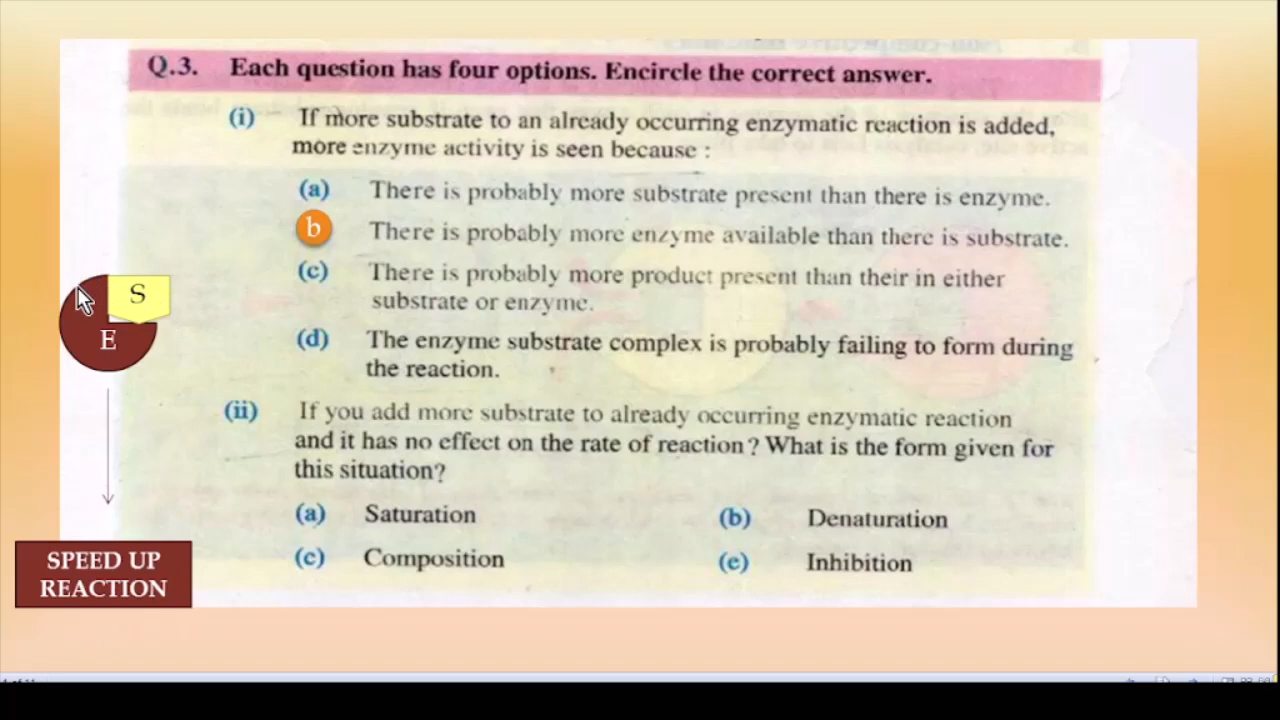 Q.3. Each question has four options. Encircle the correct answer.
(i) If more substrate to an already occurring enzymatic reaction is added,
more enzyme activity is seen because :
(a) There is probably more substrate present than there is enzyme.
b There is probably more enzyme available than there is substrate.
(c) There is probably more product present than their in either
substrate or enzyme.
(d) The enzyme substrate complex is probably failing to form during
the reaction.
S
E
(ii) If you add more substrate to already occurring enzymatic reaction
and it has no effect on the rate of reaction? What is the form given for
this situation?
(a) Saturation (b) Denaturation
(c) Composition (e) Inhibition
SPEED UP
REACTION